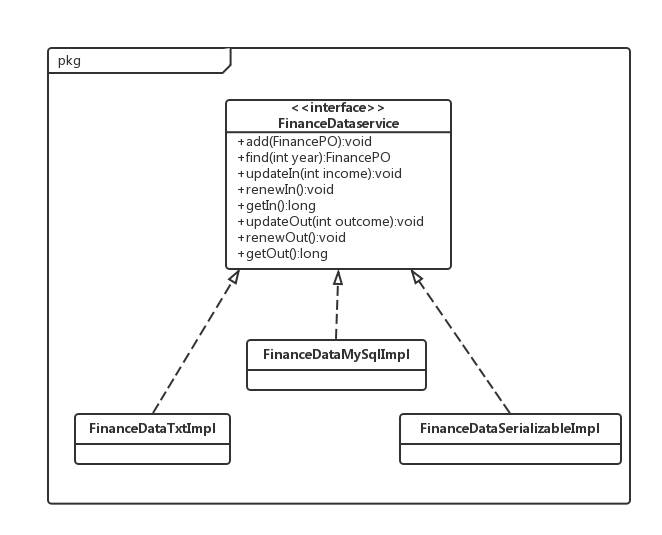 pkg
<<interface>>
FinanceDataservice
+add(FinancePO):void
+find(int year):FinancePO
+updateIn(int income):void
+renewIn():void
+getIn():long
+updateOut(int outcome):void
+renewOut():void
+getOut():long
FinanceDataMySqlImpl
FinanceDataTxtImpl
FinanceDataSerializableImpl